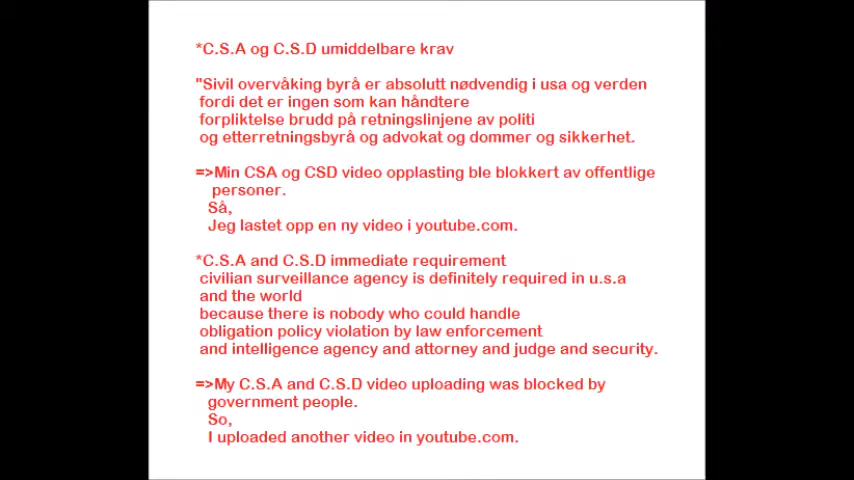 *C.S.A og C.S.D umiddelbare krav
"Sivil overvåking byrå er absolutt nødvendig i usa og verden
fordi det er ingen som kan håndtere
forpliktelse brudd på retningslinjene av politi
og etterretningsbyrå og advokat og dommer og sikkerhet.
=>Min CSA og CSD video opplasting ble blokkert av offentlige
personer.
Så,
Jeg lastet opp en ny video i youtube.com.
*C.S.A and C.S.D immediate requirement
civilian surveillance agency is definitely required in u.s.a
and the world
because there is nobody who could handle
obligation policy violation by law enforcement
and intelligence agency and attorney and judge and security.
=>My C.S.A and C.S.D video uploading was blocked by
government people.
So,
I uploaded another video in youtube.com.